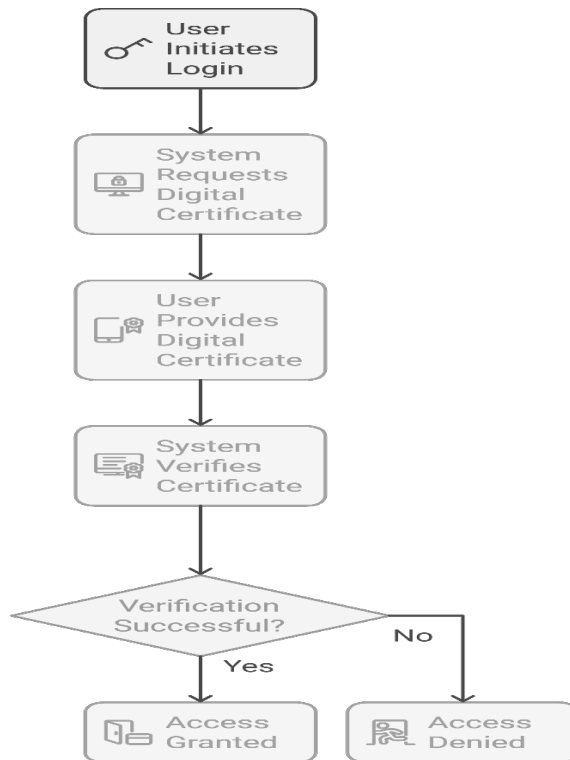 User
Initiates
Login
System
Requests
Digital
Certificate
User
Provides
Digital
Certificate
System
Verifies
Certificate
Verification
Successful?
No
Yes
Access
Granted
Access
Denied